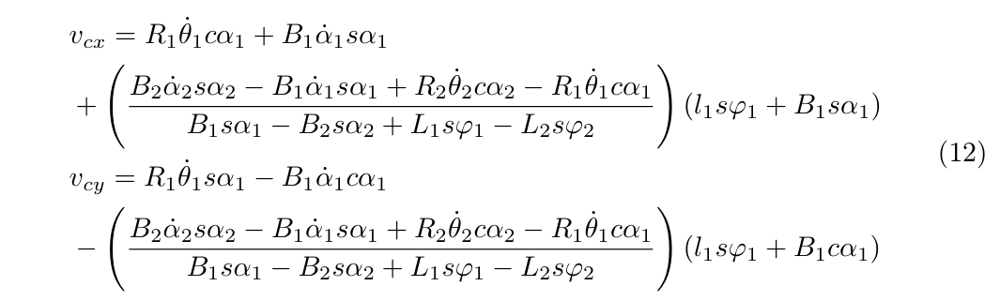 v_{cx} = R_1\dot{\theta}_1 c\alpha_1 + B_1\dot{\alpha}_1 s\alpha_1
+ \left( \frac{B_2\dot{\alpha}_2 s\alpha_2 - B_1\dot{\alpha}_1 s\alpha_1 + R_2\dot{\theta}_2 c\alpha_2 - R_1\dot{\theta}_1 c\alpha_1}{B_1 s\alpha_1 - B_2 s\alpha_2 + L_1 s\varphi_1 - L_2 s\varphi_2} \right) (l_1 s\varphi_1 + B_1 s\alpha_1)
(12)
v_{cy} = R_1\dot{\theta}_1 s\alpha_1 - B_1\dot{\alpha}_1 c\alpha_1
- \left( \frac{B_2\dot{\alpha}_2 s\alpha_2 - B_1\dot{\alpha}_1 s\alpha_1 + R_2\dot{\theta}_2 c\alpha_2 - R_1\dot{\theta}_1 c\alpha_1}{B_1 s\alpha_1 - B_2 s\alpha_2 + L_1 s\varphi_1 - L_2 s\varphi_2} \right) (l_1 s\varphi_1 + B_1 c\alpha_1)